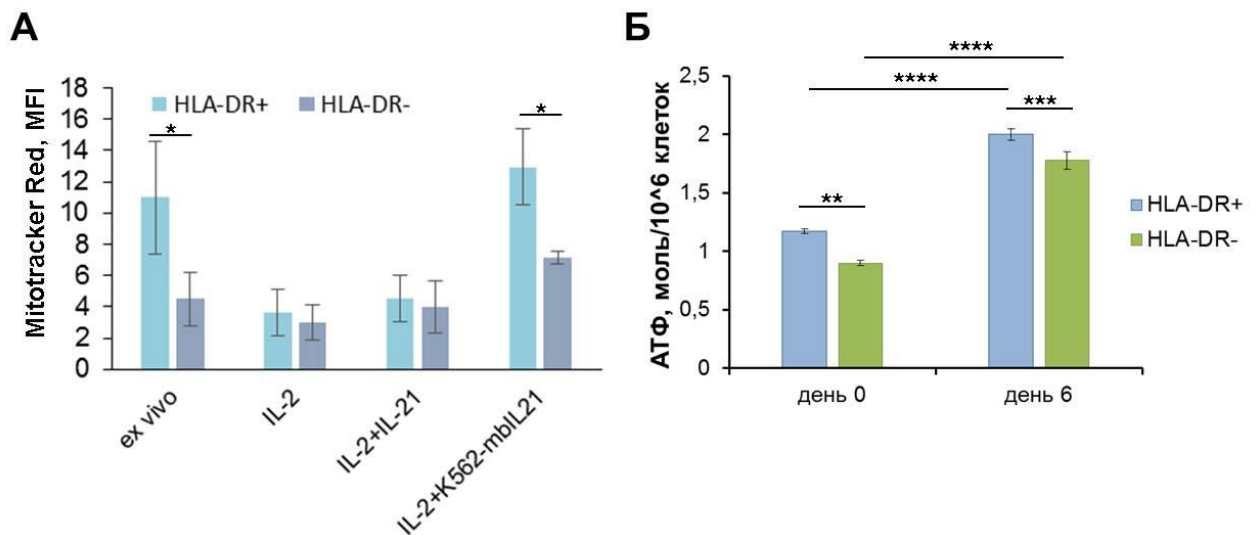 А
Mitotracker Red, MFI
18
16
14
12
10
8
6
4
2
0
HLA-DR+ HLA-DR-
*
*
ex vivo
IL-2
IL-2+IL-21
IL-2+K562-mbIL21
Б
АТФ, моль/10^6 клеток
2,5
2
1,5
1
0,5
0
****
****
***
**
день 0 день 6
HLA-DR+
HLA-DR-